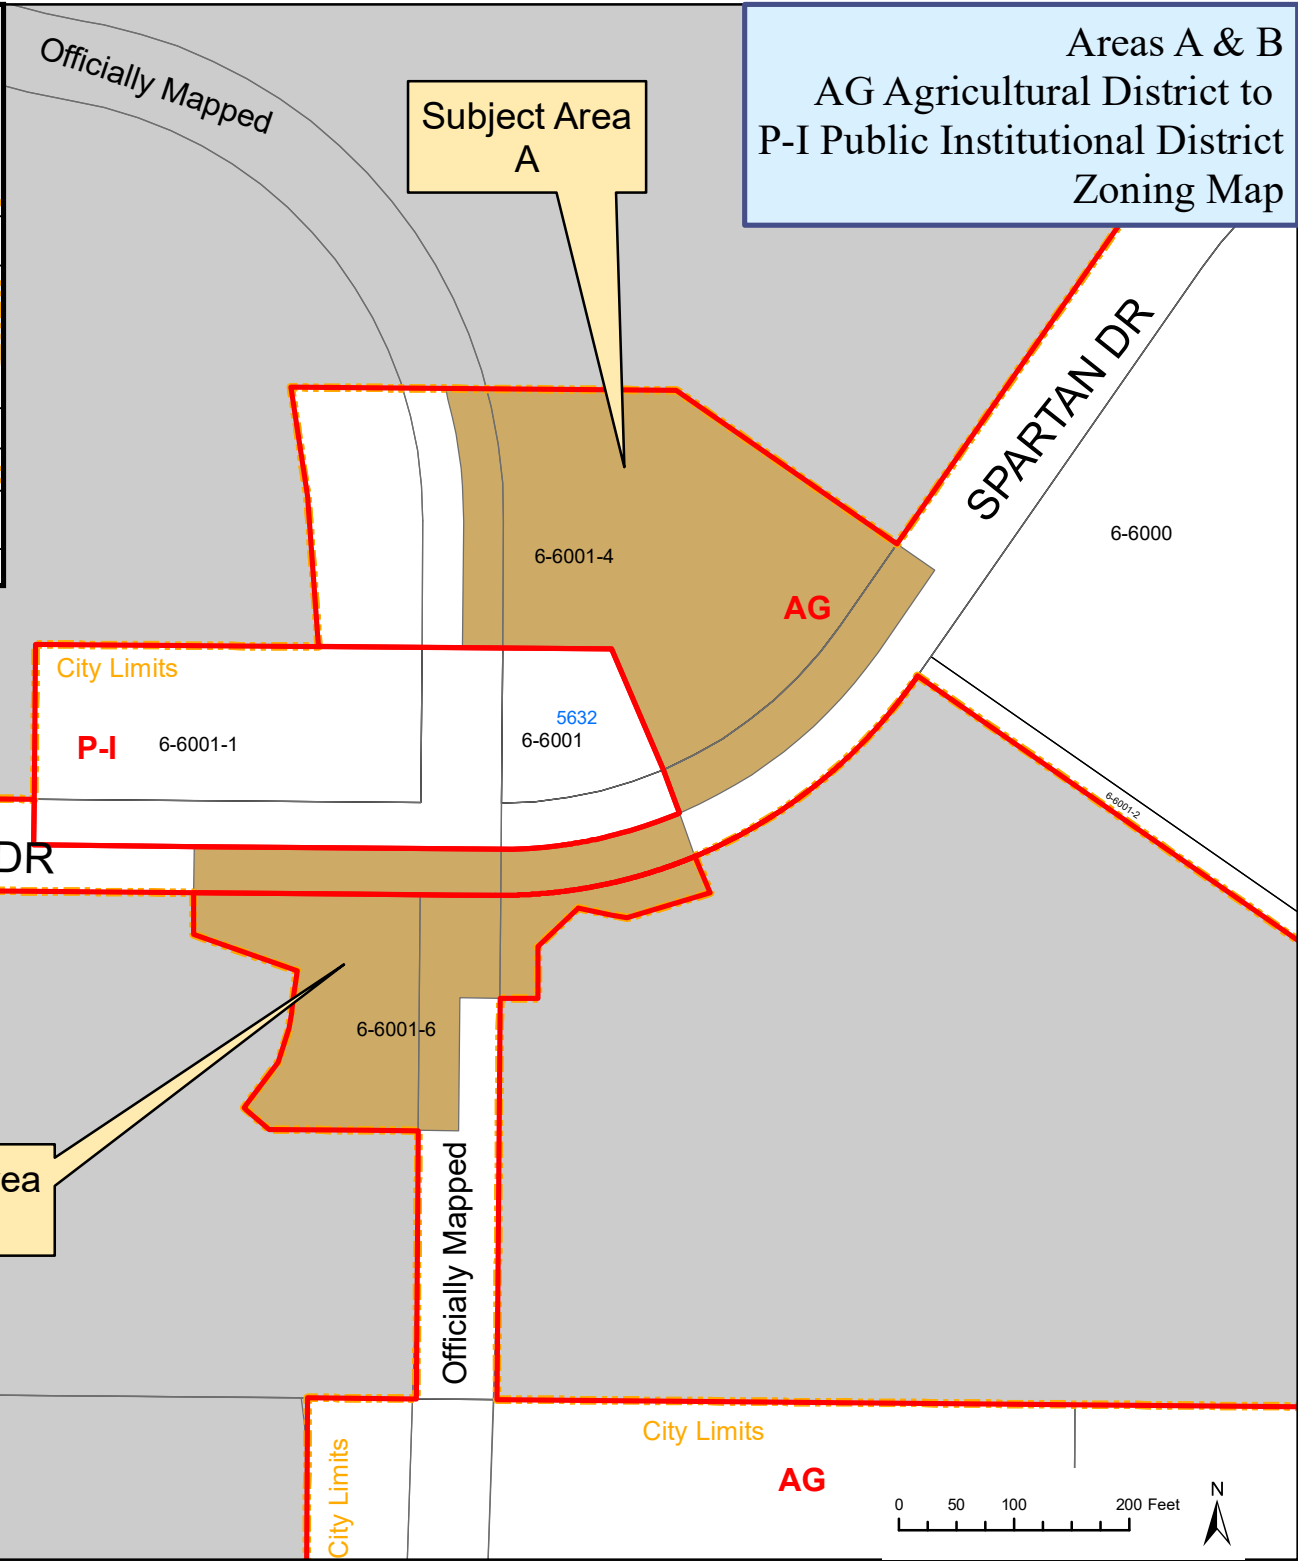 Areas A & B
AG Agricultural District to
P-I Public Institutional District
Zoning Map
Officially Mapped
Subject Area
A
SPARTAN DR
6-6000
6-6001-4
AG
City Limits
5632
P-I
6-6001-1
6-6001
6-6001-2
DR
6-6001-6
ea
Officially Mapped
City Limits
City Limits
AG
0 50 100 200 Feet
N